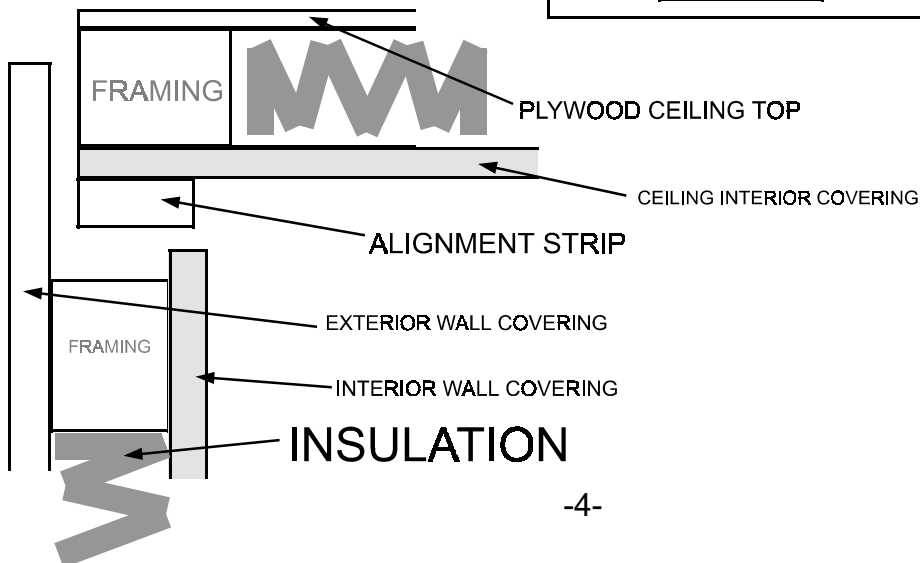 FRAMING
PLYWOOD CEILING TOP
CEILING INTERIOR COVERING
ALIGNMENT STRIP
EXTERIOR WALL COVERING
FRAMING
INTERIOR WALL COVERING
INSULATION
-4-